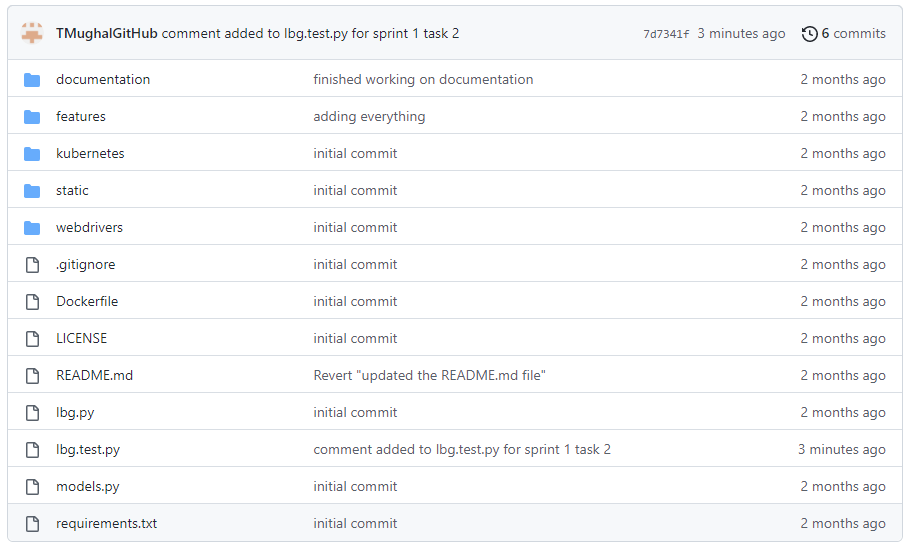 TMughalGitHub comment added to lbg.test.py for sprint 1 task 2 7d7341f 3 minutes ago 6 commits
documentation finished working on documentation 2 months ago
features adding everything 2 months ago
kubernetes initial commit 2 months ago
static initial commit 2 months ago
webdrivers initial commit 2 months ago
.gitignore initial commit 2 months ago
Dockerfile initial commit 2 months ago
LICENSE initial commit 2 months ago
README.md Revert "updated the README.md file" 2 months ago
lbg.py initial commit 2 months ago
lbg.test.py comment added to lbg.test.py for sprint 1 task 2 3 minutes ago
models.py initial commit 2 months ago
requirements.txt initial commit 2 months ago